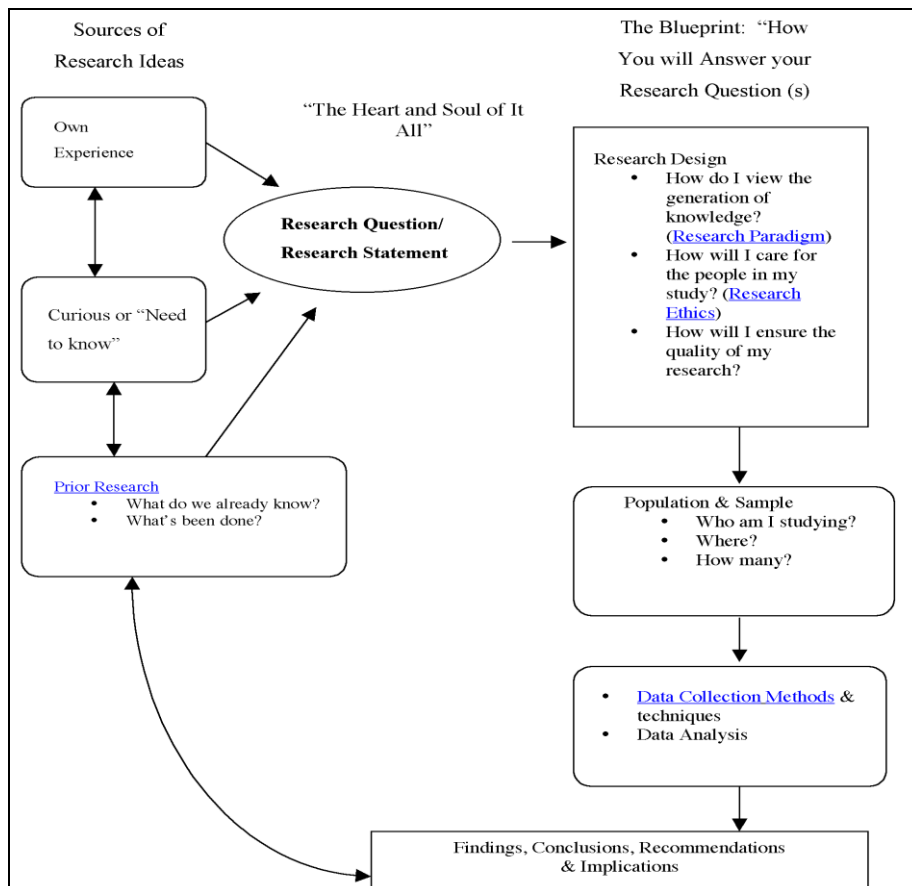 Sources of
Research Ideas
Own
Experience
Curious or “Need
to know”
Prior Research
• What do we already know?
• What’s been done?
“The Heart and Soul of It
All”
Research Question/
Research Statement
The Blueprint: “How
You will Answer your
Research Question (s)
Research Design
• How do I view the
generation of
knowledge?
(Research Paradigm)
• How will I care for
the people in my
study? (Research
Ethics)
• How will I ensure the
quality of my
research?
Population & Sample
• Who am I studying?
• Where?
• How many?
• Data Collection Methods &
techniques
• Data Analysis
Findings, Conclusions, Recommendations
& Implications